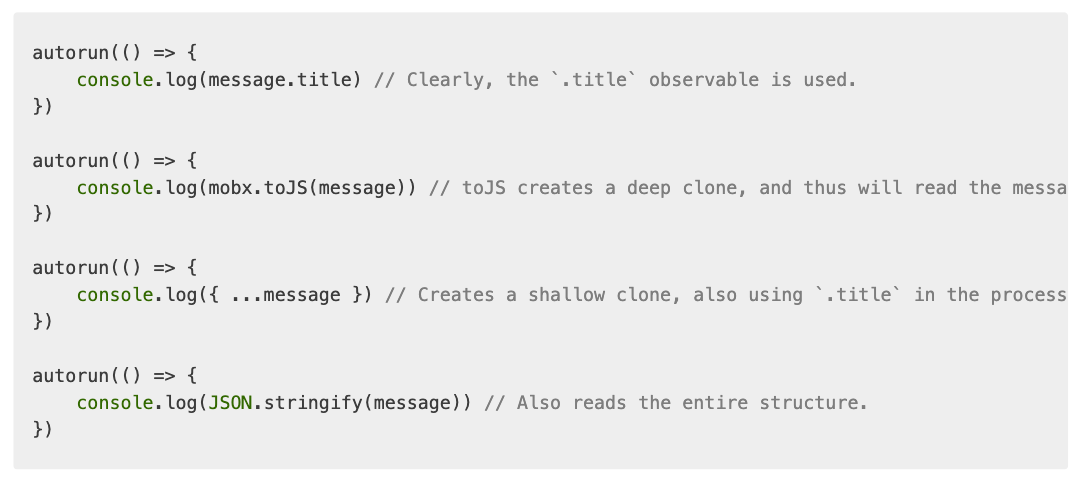 autorun(() => {
    console.log(message.title) // Clearly, the `.title` observable is used.
})

autorun(() => {
    console.log(mobx.toJS(message)) // toJS creates a deep clone, and thus will read the messa
})

autorun(() => {
    console.log({ ...message }) // Creates a shallow clone, also using `.title` in the process
})

autorun(() => {
    console.log(JSON.stringify(message)) // Also reads the entire structure.
})